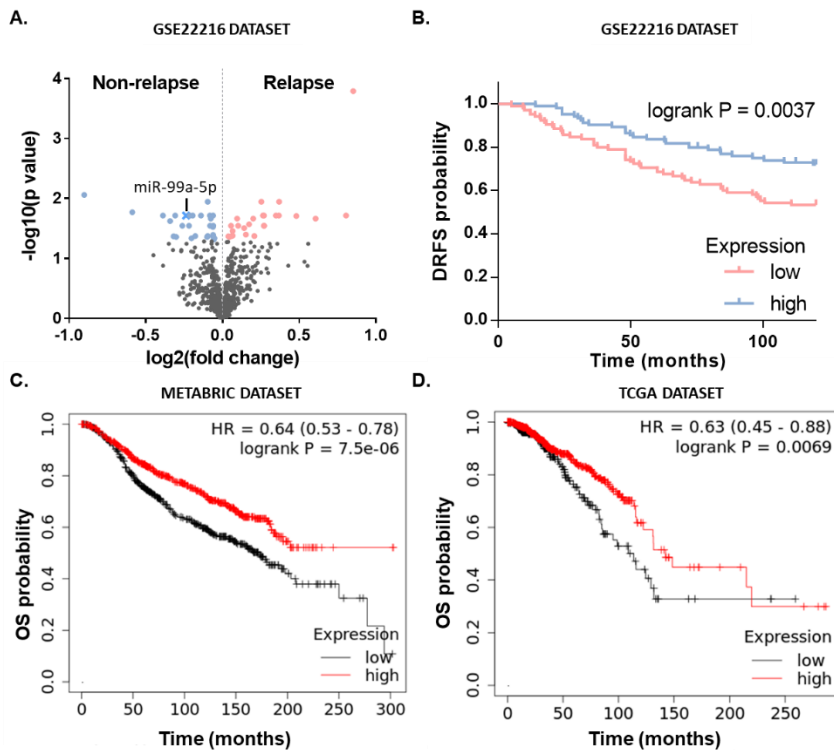 A.
GSE22216 DATASET
Non-relapse
Relapse
miR-99a-5p
-log10(p value)
4
3
2
1
0
-1.0
-0.5
0.0
0.5
1.0
log2(fold change)
B.
GSE22216 DATASET
logrank P = 0.0037
DRFS probability
1.0
0.8
0.6
0.4
0.2
0.0
Expression
low
high
0
50
100
Time (months)
C.
METABRIC DATASET
HR = 0.64 (0.53 - 0.78)
logrank P = 7.5e-06
OS probability
1.0
0.8
0.6
0.4
0.2
0.0
Expression
low
high
0
50
100
150
200
250
300
Time (months)
D.
TCGA DATASET
HR = 0.63 (0.45 - 0.88)
logrank P = 0.0069
OS probability
1.0
0.8
0.6
0.4
0.2
0.0
Expression
low
high
0
50
100
150
200
250
Time (months)